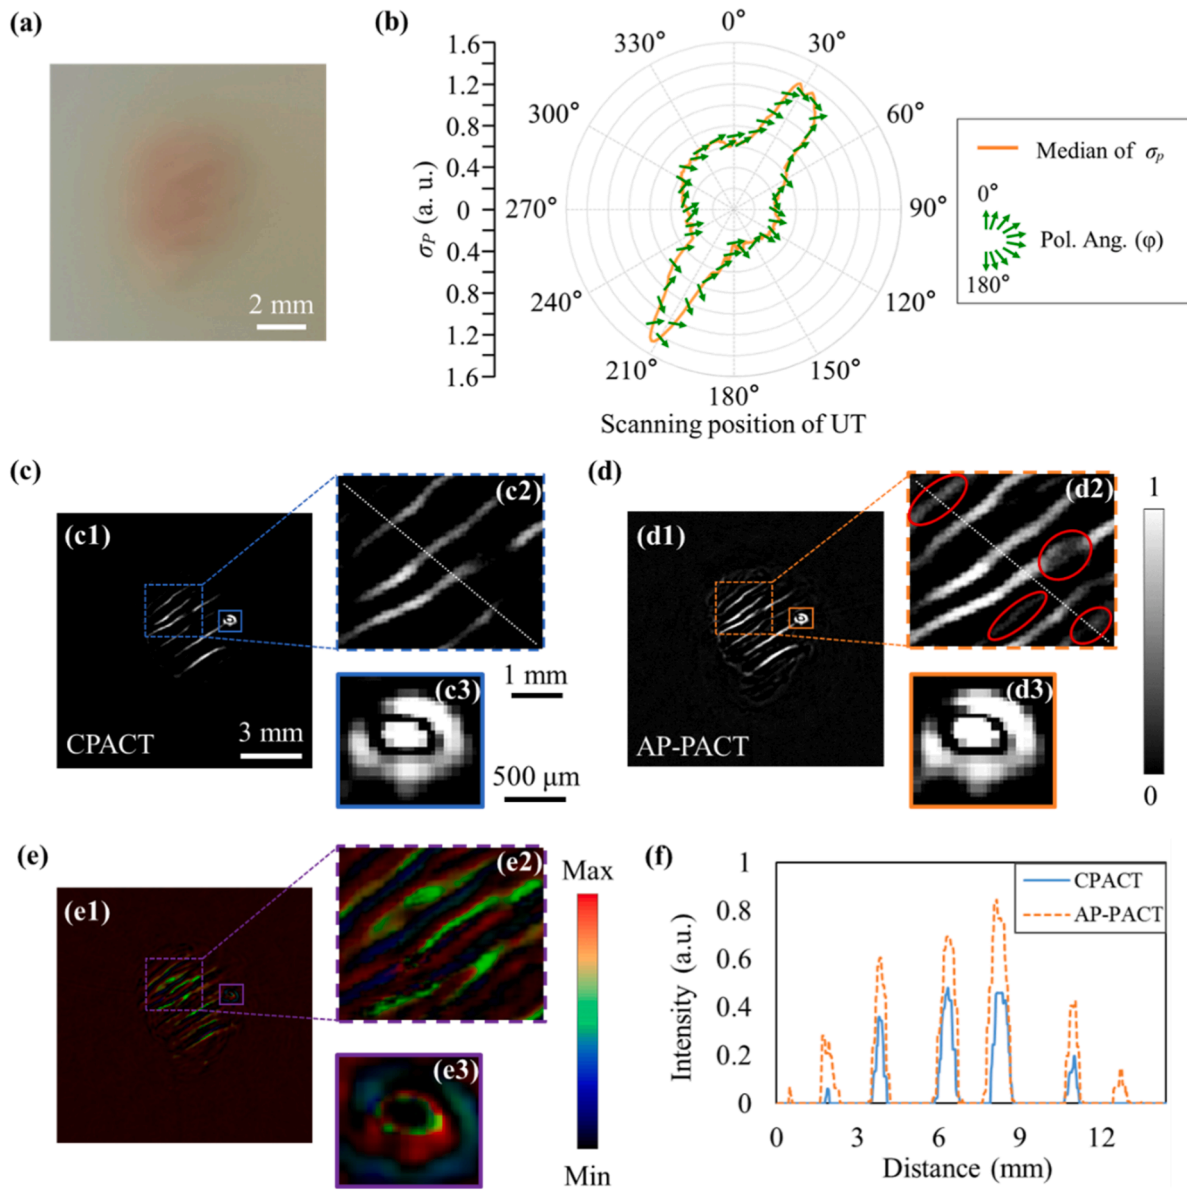 (a)
2 mm
(b)
1.6
1.2
0.8
0.4
0
0.4
0.8
1.2
1.6
σP (a. u.)
0°
30°
60°
90°
120°
150°
180°
210°
240°
270°
300°
330°
Scanning position of UT
Median of σp
0°
Pol. Ang. (φ)
180°
(c)
(c1)
CPACT
3 mm
(c2)
1 mm
(c3)
500 μm
(d)
(d1)
AP-PACT
(d2)
(d3)
1
0
(e)
(e1)
(e2)
(e3)
Max
Min
(f)
1
0.8
0.6
0.4
0.2
0
Intensity (a.u.)
CPACT
AP-PACT
0 3 6 9 12
Distance (mm)